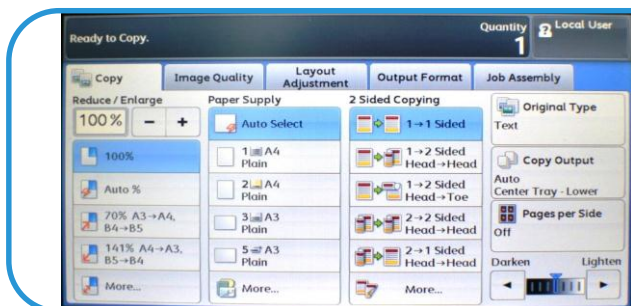 Ready to Copy.
Quantity
1
Local User
Copy
Image Quality
Layout
Adjustment
Output Format
Job Assembly
Reduce / Enlarge
100 %
−
+
100%
Auto %
70% A3→A4,
B4→B5
141% A4→A3,
B5→B4
More...
Paper Supply
Auto Select
1 A4
Plain
2 A4
Plain
3 A3
Plain
5 A3
Plain
More...
2 Sided Copying
1→1 Sided
1→2 Sided
Head→Head
1→2 Sided
Head→Toe
2→2 Sided
Head→Head
2→1 Sided
Head→Head
More...
Original Type
Text
Copy Output
Auto
Center Tray - Lower
Pages per Side
Off
Darken Lighten